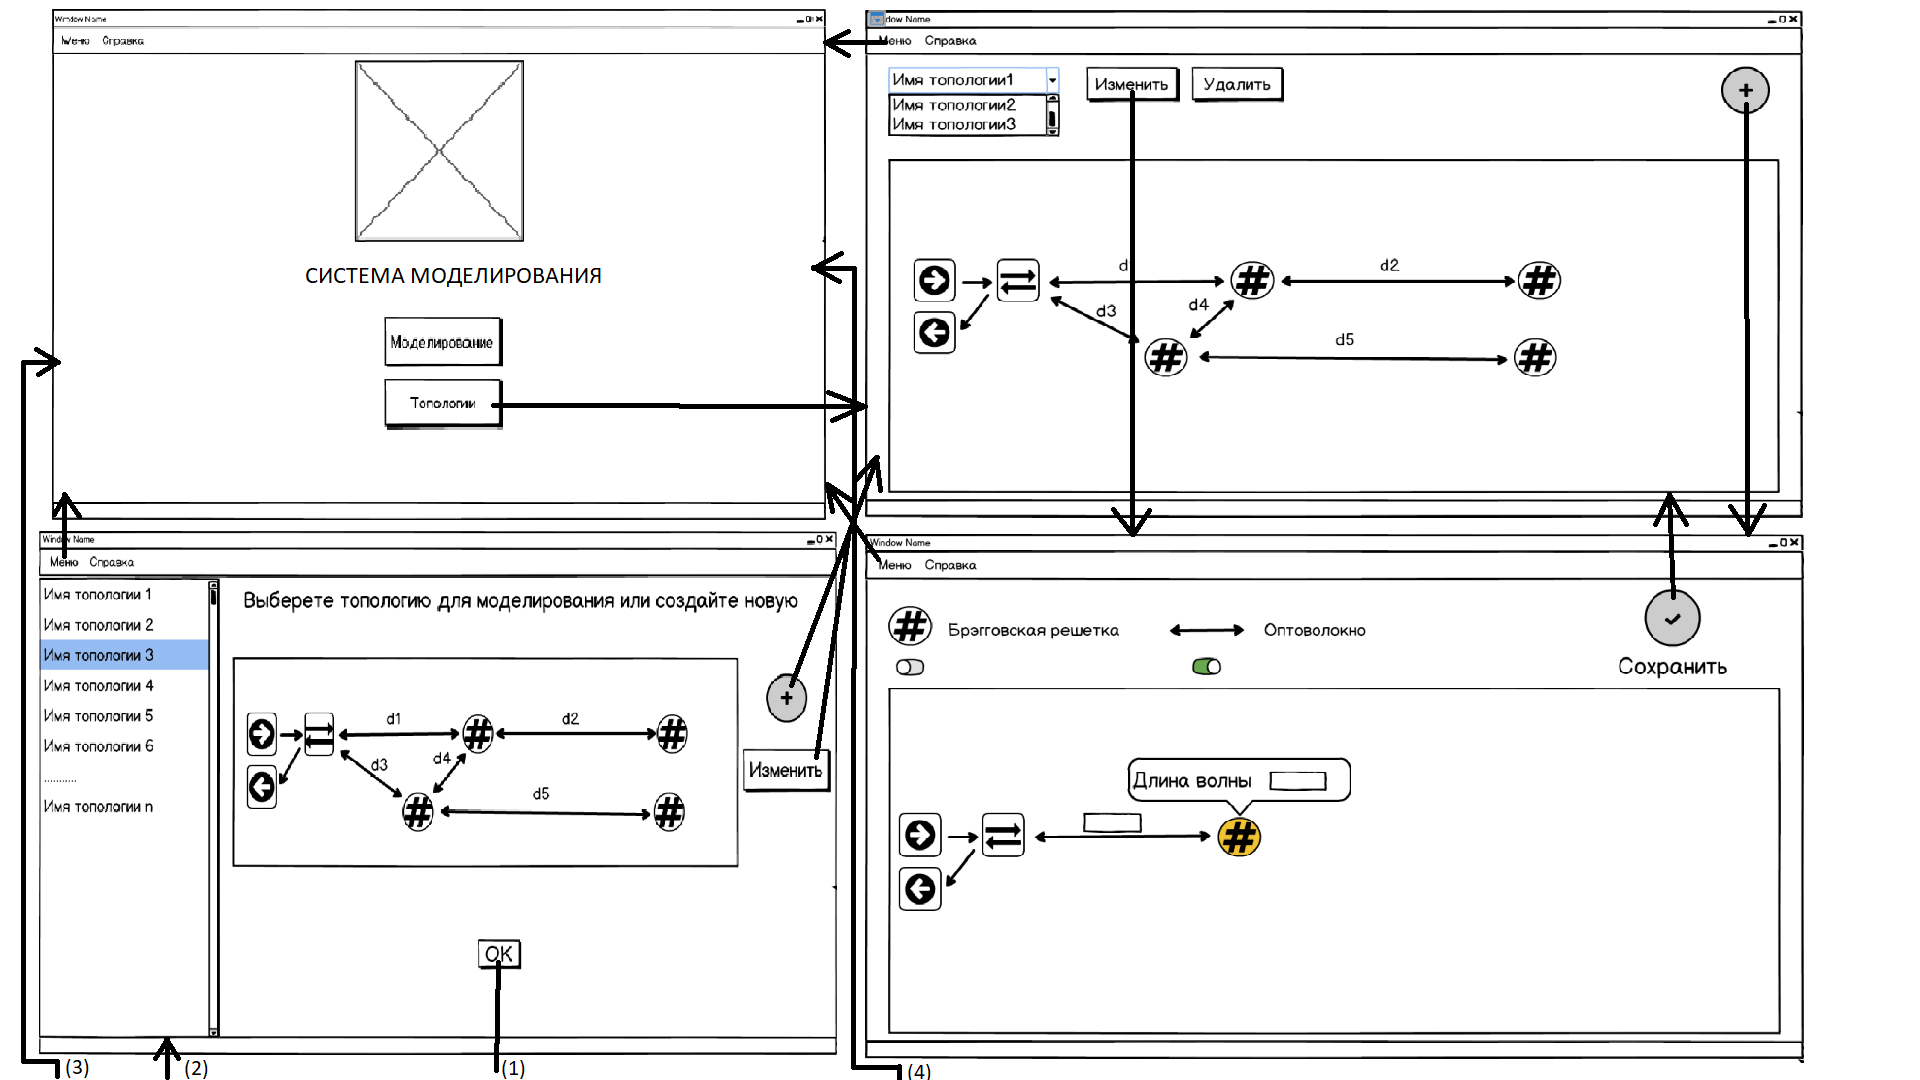 Window Name
Меню Справка
СИСТЕМА МОДЕЛИРОВАНИЯ
Моделирование
Топологии
dow Name
Меню Справка
Имя топологии1
Имя топологии2
Имя топологии3
Изменить
Удалить
+
d
d2
d3
d4
d5
Window Name
Меню Справка
Имя топологии 1
Имя топологии 2
Имя топологии 3
Имя топологии 4
Имя топологии 5
Имя топологии 6
...........
Имя топологии n
Выберете топологию для моделирования или создайте новую
d1
d2
d3
d4
d5
+
Изменить
OK
Window Name
Меню Справка
# Брэгговская решетка
Оптоволокно
Сохранить
Длина волны
(3)
(2)
(1)
(4)